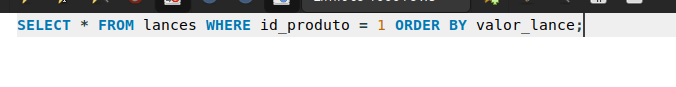 SELECT * FROM lances WHERE id_produto = 1 ORDER BY valor_lance;